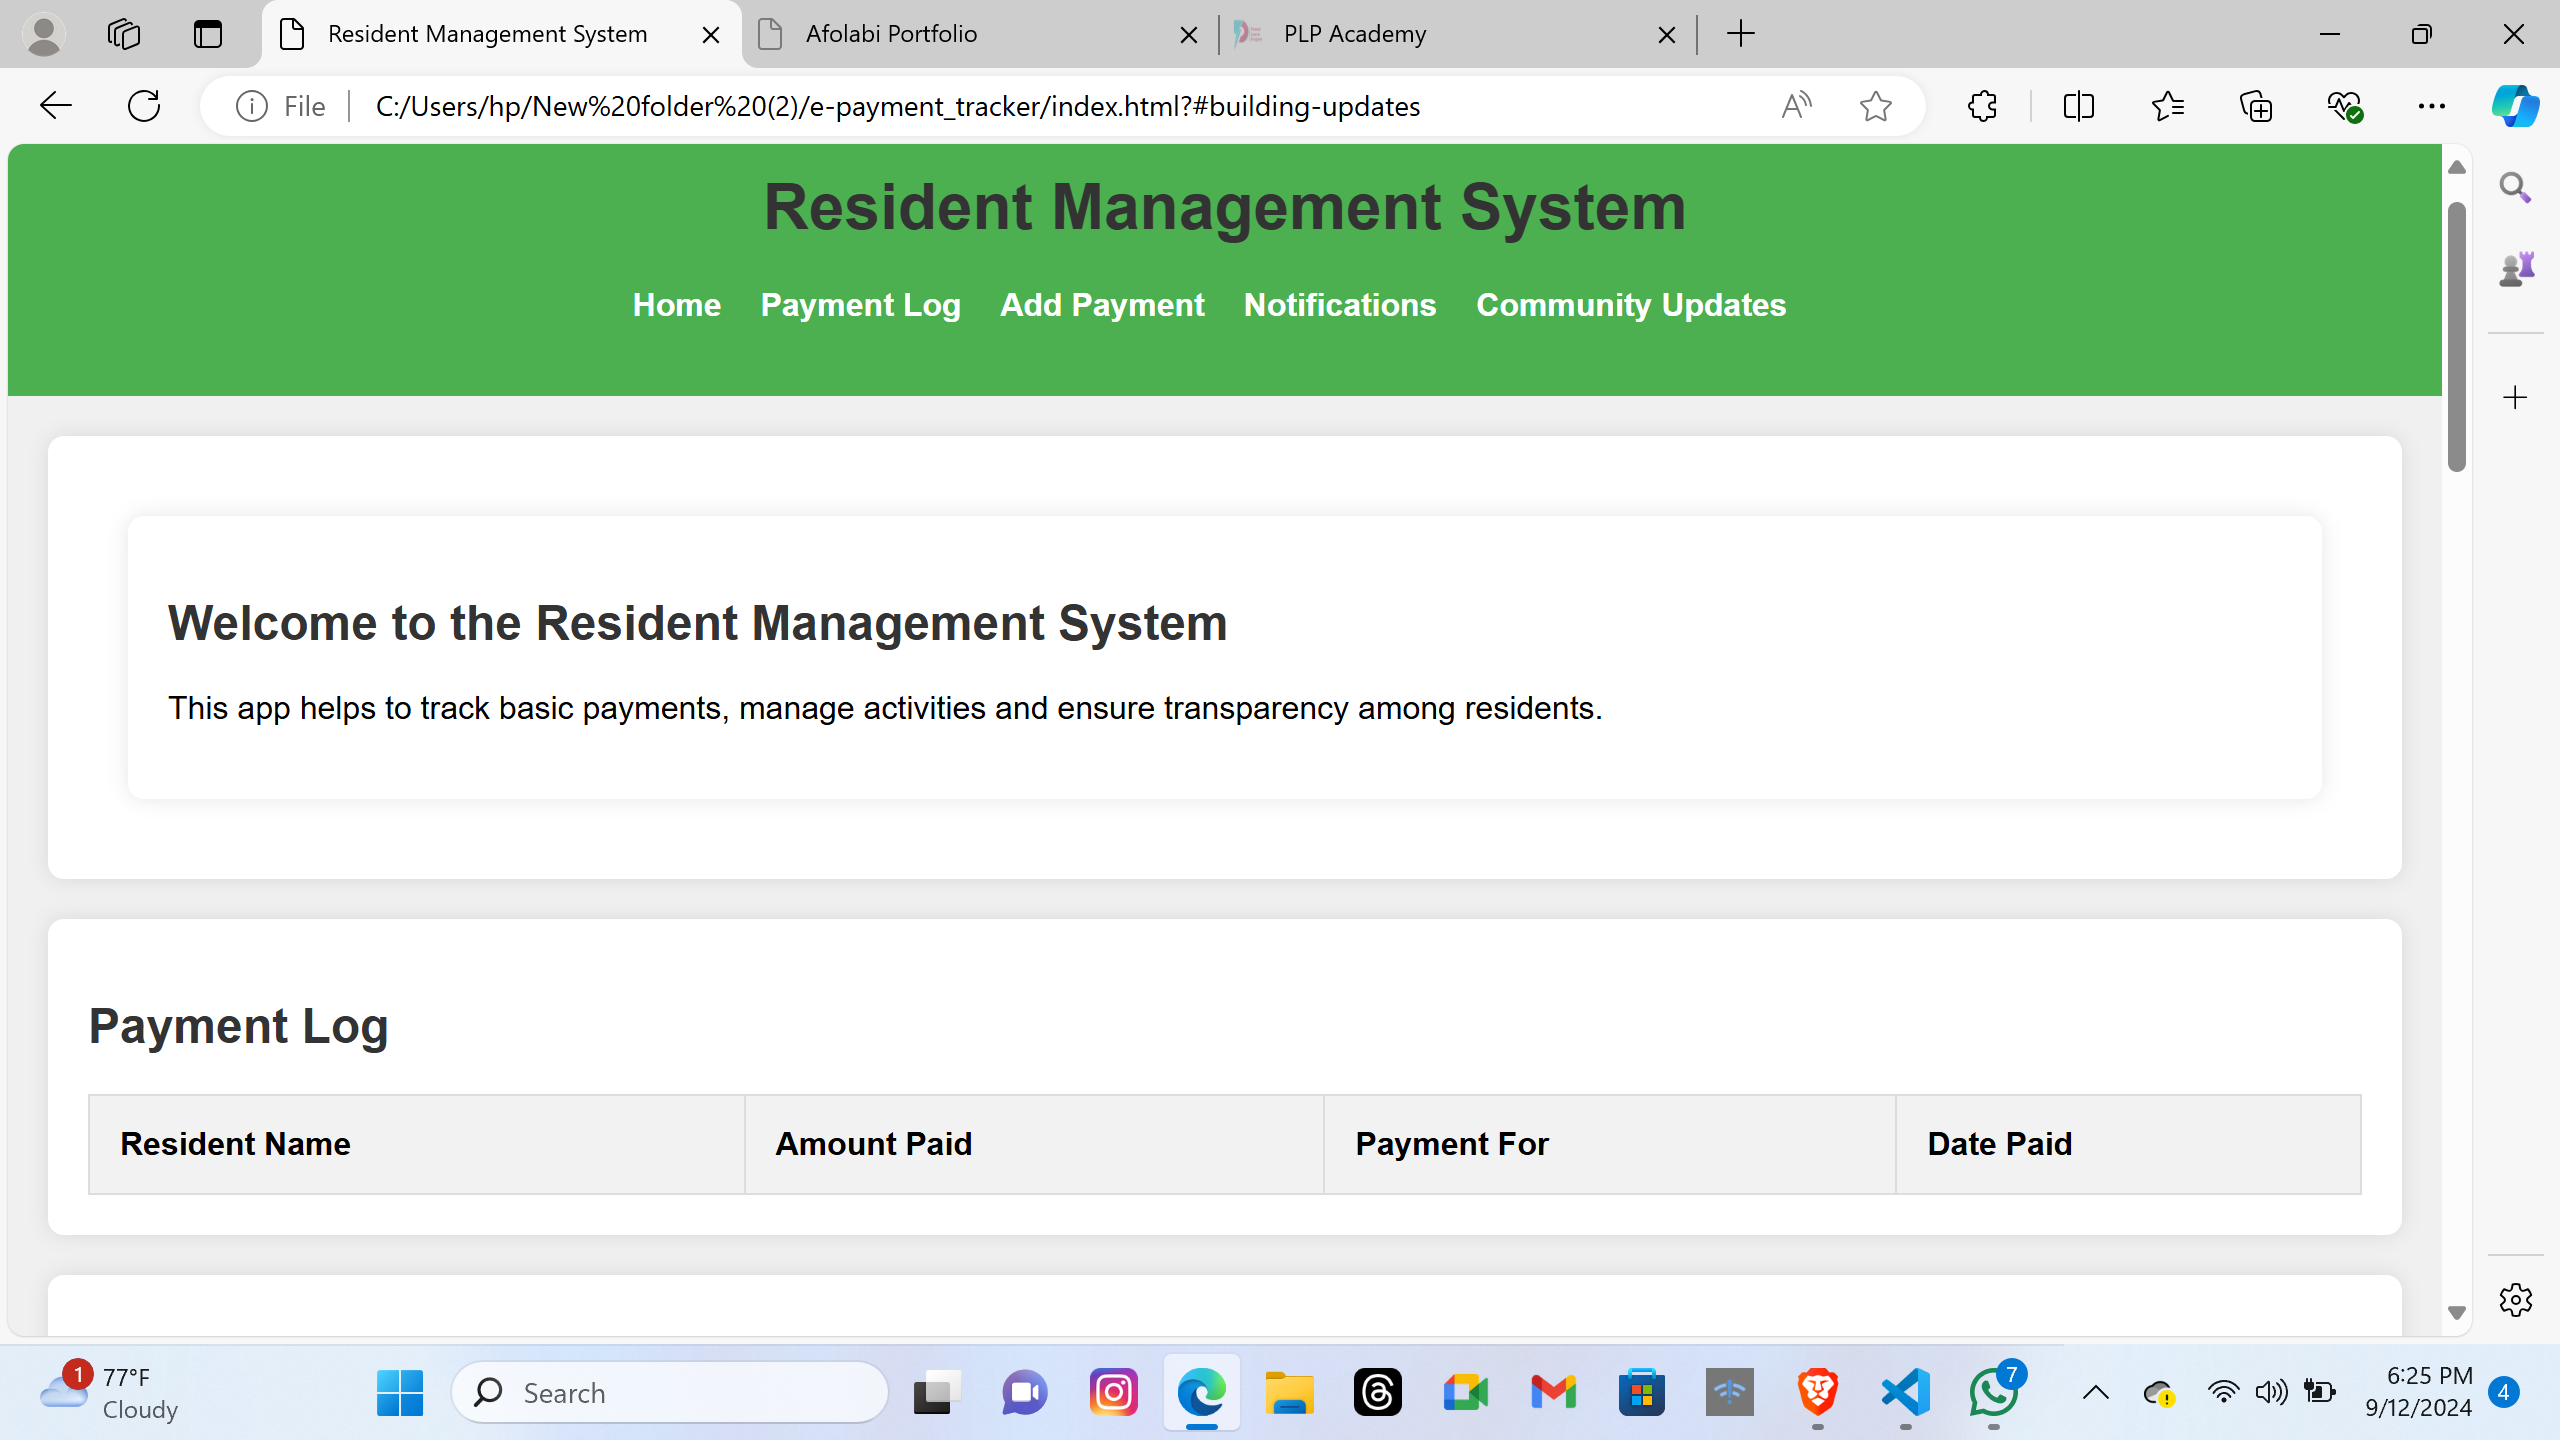 Resident Management System
Afolabi Portfolio
PLP Academy
File
C:/Users/hp/New%20folder%20(2)/e-payment_tracker/index.html?#building-updates
Resident Management System
Home
Payment Log
Add Payment
Notifications
Community Updates
Welcome to the Resident Management System
This app helps to track basic payments, manage activities and ensure transparency among residents.
Payment Log
Resident Name
Amount Paid
Payment For
Date Paid
1
77°F
Cloudy
Search
7
6:25 PM
9/12/2024
4